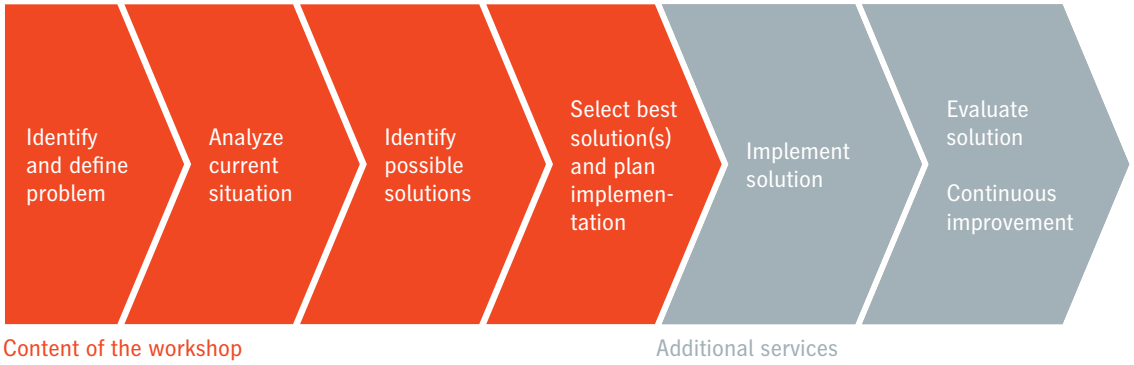 Identify
and define
problem
Analyze
current
situation
Identify
possible
solutions
Select best
solution(s)
and plan
implemen-
tation
Implement
solution
Evaluate
solution
Continuous
improvement
Content of the workshop
Additional services